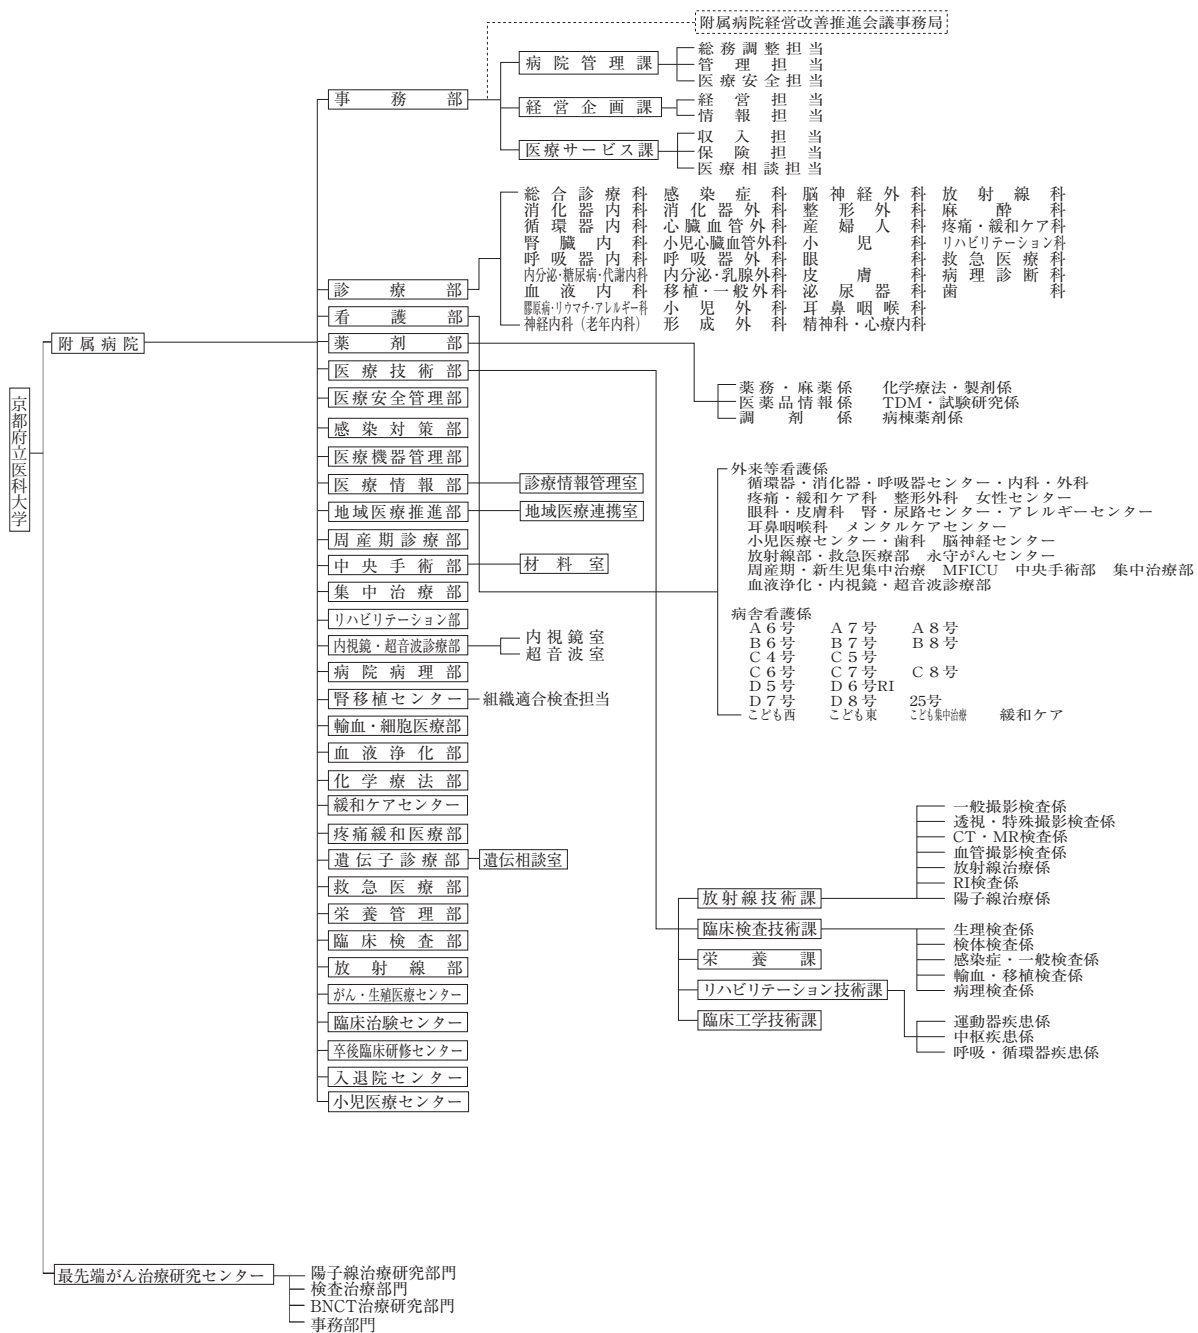 京都府立医科大学
附属病院
事務部
附属病院経営改善推進会議事務局
病院管理課
総務調整担当
管理担当
医療安全担当
経営企画課
経営担当
情報担当
医療サービス課
収入担当
保険担当
医療相談担当
診療部
総合診療科 感染症科 脳神経外科 放射線科
消化器内科 消化器外科 整形外科 麻酔科
循環器内科 心臓血管外科 産婦人科 疼痛・緩和ケア科
腎臓内科 小児心臓血管外科 小児科 リハビリテーション科
呼吸器内科 呼吸器外科 眼科 救急医療科
内分泌・糖尿病・代謝内科 内分泌・乳腺外科 皮膚科 病理診断科
血液内科 移植・一般外科 泌尿器科 歯科
膠原病・リウマチ・アレルギー科 小児外科 耳鼻咽喉科
神経内科（老年内科） 形成外科 精神科・心療内科
看護部
薬剤部
薬務・麻薬係 化学療法・製剤係
医薬品情報係 TDM・試験研究係
調剤係 病棟薬剤係
医療技術部
医療安全管理部
感染対策部
医療機器管理部
医療情報部
診療情報管理室
地域医療推進部
地域医療連携室
周産期診療部
中央手術部
材料室
集中治療部
リハビリテーション部
内視鏡・超音波診療部
内視鏡室
超音波室
病院病理部
腎移植センター
組織適合検査担当
輸血・細胞医療部
血液浄化部
化学療法部
緩和ケアセンター
疼痛緩和医療部
遺伝子診療部
遺伝相談室
救急医療部
栄養管理部
臨床検査部
放射線部
がん・生殖医療センター
臨床治験センター
卒後臨床研修センター
入退院センター
小児医療センター
外来等看護係
循環器・消化器・呼吸器センター・内科・外科
疼痛・緩和ケア科 整形外科 女性センター
眼科・皮膚科 腎・尿路センター・アレルギーセンター
耳鼻咽喉科 メンタルケアセンター
小児医療センター・歯科 脳神経センター
放射線部・救急医療部 永守がんセンター
周産期・新生児集中治療 MFICU 中央手術部 集中治療部
血液浄化・内視鏡・超音波診療部
病舎看護係
A６号 A７号 A８号
B６号 B７号 B８号
C４号 C５号
C６号 C７号 C８号
D５号 D６号RI
D７号 D８号 25号
こども西 こども東 こども集中治療 緩和ケア
放射線技術課
一般撮影検査係
透視・特殊撮影検査係
CT・MR検査係
血管撮影検査係
放射線治療係
RI検査係
陽子線治療係
臨床検査技術課
生理検査係
検体検査係
感染症・一般検査係
輸血・移植検査係
病理検査係
栄養課
リハビリテーション技術課
運動器疾患係
中枢疾患係
呼吸・循環器疾患係
臨床工学技術課
最先端がん治療研究センター
陽子線治療研究部門
検査治療部門
BNCT治療研究部門
事務部門